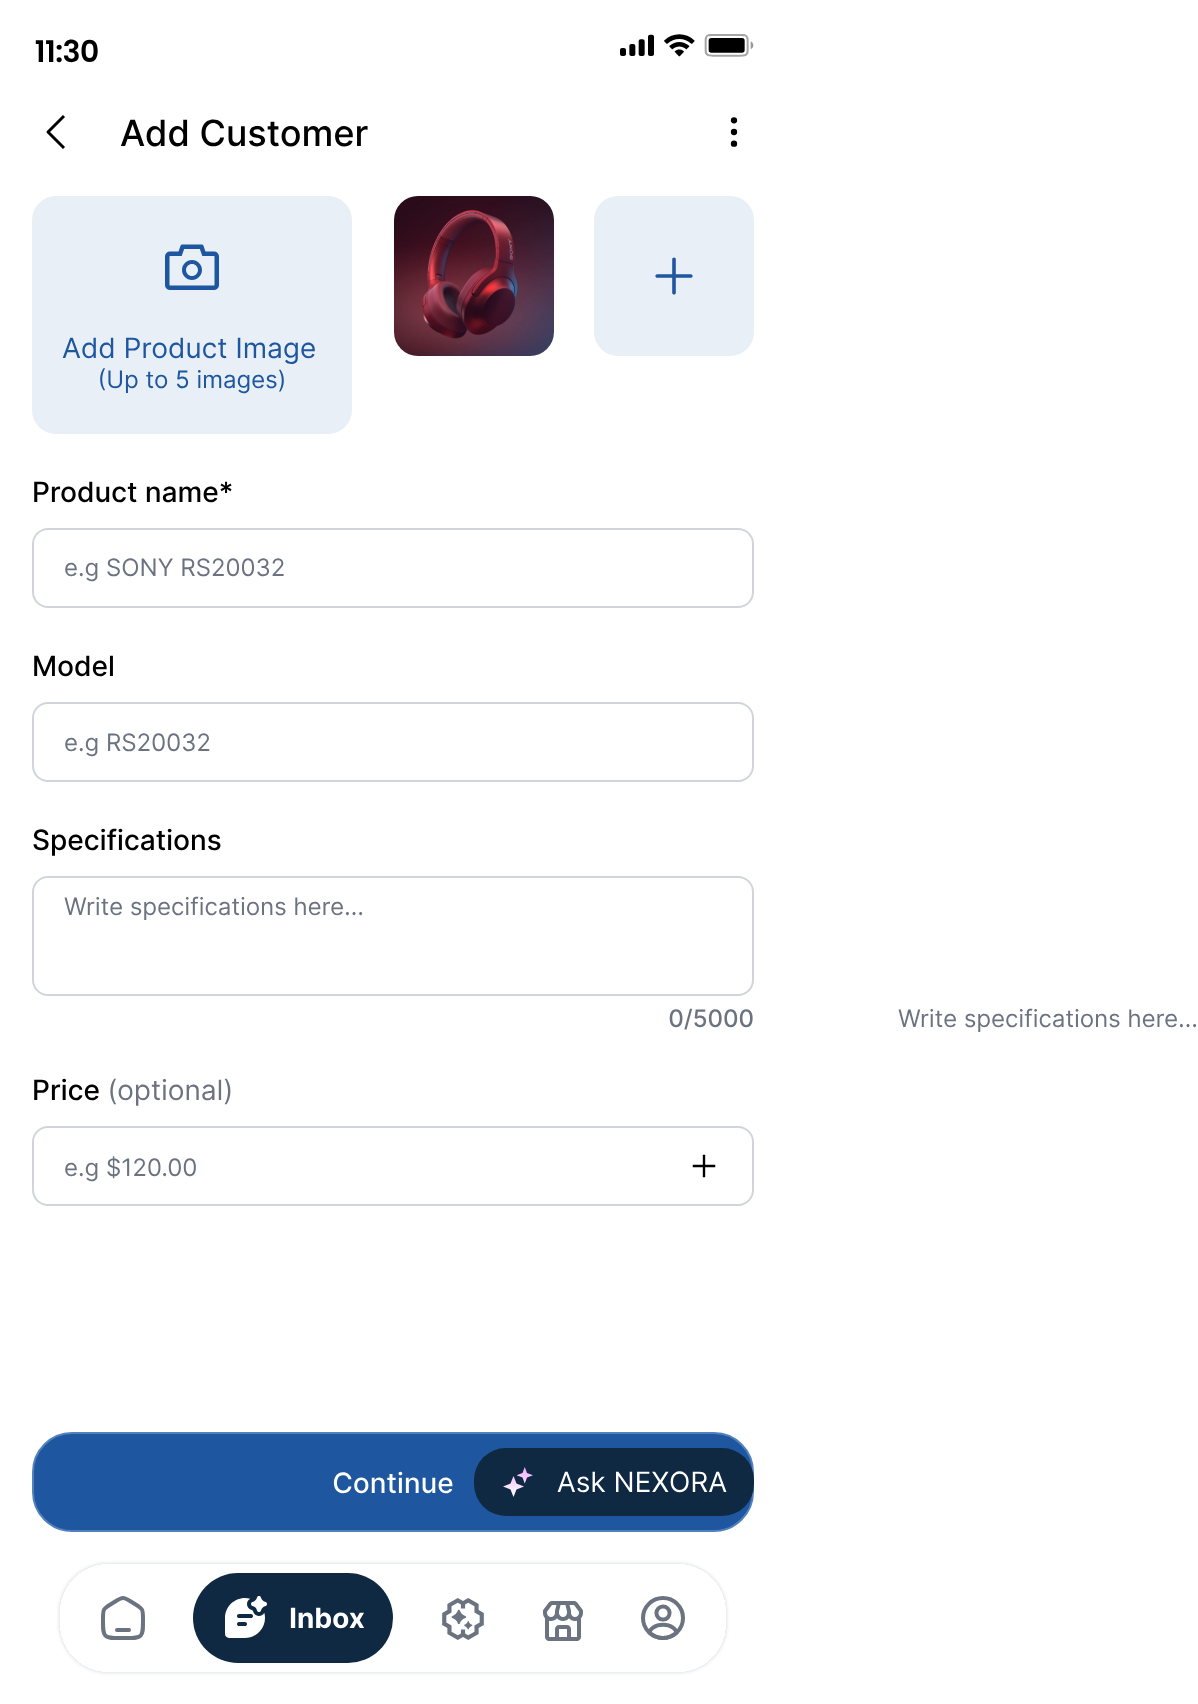 11:30
Add Customer
Add Product Image
(Up to 5 images)
Product name*
e.g SONY RS20032
Model
e.g RS20032
Specifications
Write specifications here...
0/5000
Write specifications here...
Price (optional)
e.g $120.00
Continue
Ask NEXORA
Inbox